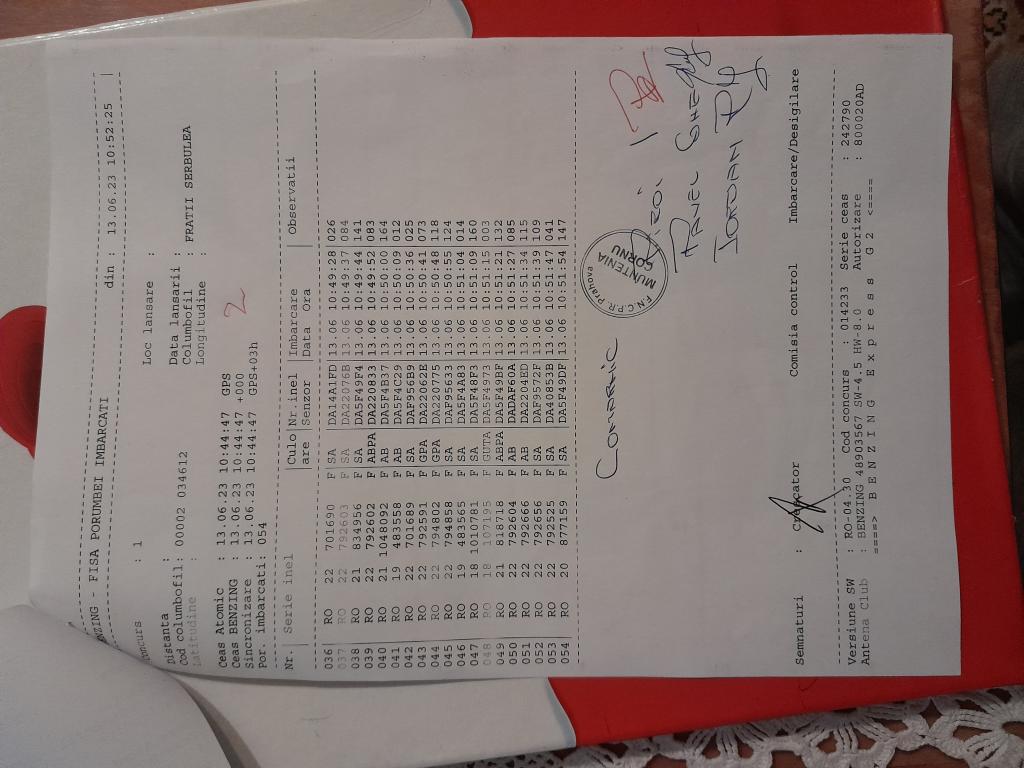 NZING - FISA PORUMBEI IMBARCATI din : 13.06.23 10:52:25 |
oncurs : 1 Loc lansare :
Distanta : Data lansarii :
Cod columbofil: 00002 034612 Columbofil : FRATII SERBULEA
Latitudine : Longitudine :
Ceas Atomic : 13.06.23 10:44:47 GPS
Ceas BENZING : 13.06.23 10:44:47 +000
Sincronizare : 13.06.23 10:44:47 GPS+03h
Por. imbarcati: 054
2
Nr.| Serie inel |Culo|Nr.inel |Imbarcare | Observatii
|are |Senzor |Data Ora |
036| RO 22 701690 F| SA |DA14A1FD|13.06 10:49:28| 026
037| RO 22 792603 F| SA |DA22076B|13.06 10:49:37| 084
038| RO 21 834956 F| SA |DA5F49F4|13.06 10:49:44| 141
039| RO 22 792602 F| ABPA|DA220833|13.06 10:49:52| 083
040| RO 21 1048092 F| AB |DA5F4B37|13.06 10:50:00| 164
041| RO 19 483558 F| AB |DA5F4C29|13.06 10:50:09| 012
042| RO 22 701689 F| SA |DAF956B9|13.06 10:50:36| 025
043| RO 22 792591 F| GPA|DA22062E|13.06 10:50:41| 073
044| RO 22 794802 F| GPA|DA220775|13.06 10:50:48| 118
045| RO 22 794858 F| SA |DAF95633|13.06 10:50:55| 124
046| RO 19 483565 F| SA |DA5F4A83|13.06 10:51:04| 014
047| RO 18 1010781 F| SA |DA5F48F3|13.06 10:51:09| 160
048| RO 18 1107195 F| GUTA|DA5F4973|13.06 10:51:15| 003
049| RO 21 818718 F| ABPA|DA5F49BF|13.06 10:51:21| 132
050| RO 22 792604 F| AB |DADAF60A|13.06 10:51:27| 085
051| RO 22 792666 F| AB |DA2204ED|13.06 10:51:34| 115
052| RO 22 792656 F| SA |DAF9572F|13.06 10:51:39| 109
053| RO 22 792525 F| SA |DA40853B|13.06 10:51:47| 041
054| RO 20 877159 F| SA |DA5F49DF|13.06 10:51:54| 147
COMARNIC
F.N.C.P.R. Prahova
MUNTENIA
GORNU
PANEL GHE
IORDAN
Semnaturi : Crescator Comisia control Imbarcare/Desigilare
Versiune SW : RO-04.30 Cod concurs : 014233 Serie ceas : 242790
Antena Club : BENZING 48903567 SW-4.5 HW-8.0 Autorizare : 800020AD
====> B E N Z I N G E x p r e s s G 2 <====